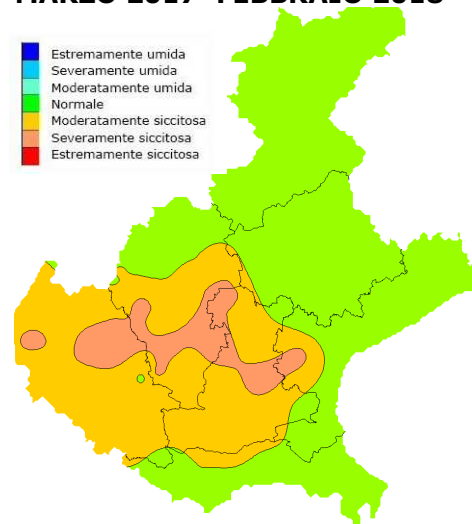 MARZO 2017- FEBBRAIO 2018
Estremamente umida
Severamente umida
Moderatamente umida
Normale
Moderatamente siccitosa
Severamente siccitosa
Estremamente siccitosa